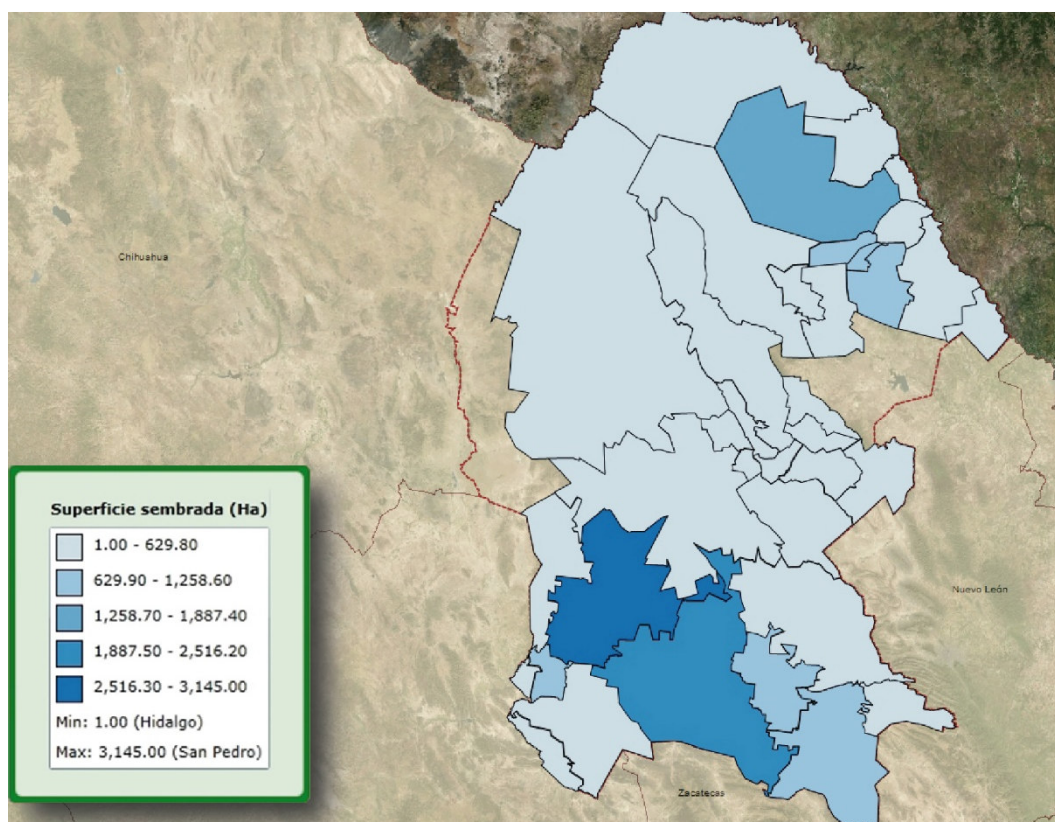 Chihuahua
Superficie sembrada (Ha)
1.00 - 629.80
629.90 - 1,258.60
1,258.70 - 1,887.40
1,887.50 - 2,516.20
2,516.30 - 3,145.00
Min: 1.00 (Hidalgo)
Max: 3,145.00 (San Pedro)
Nuevo León
Zacatecas